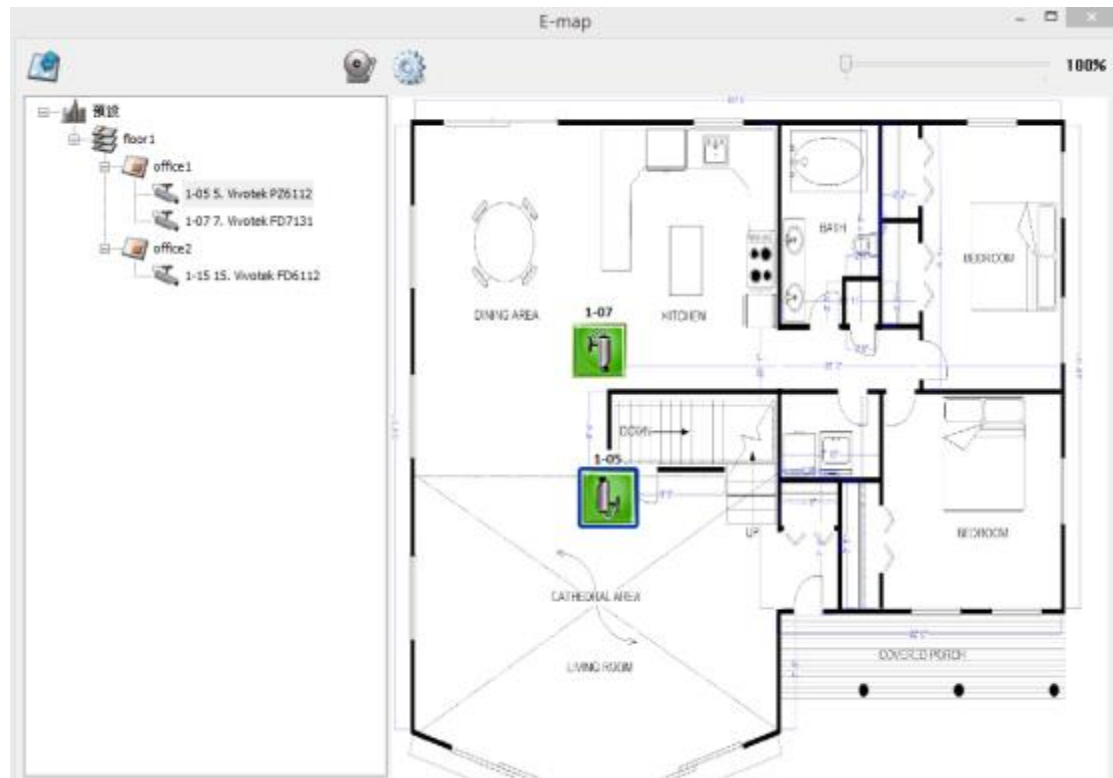 E-map
100%
預設
floor1
office1
1-05 5. Vivotek PZ6112
1-07 7. Vivotek FD7131
office2
1-15 15. Vivotek FD6112
BATH
BEDROOM
DINING AREA
1-07
KITCHEN
DOWN
1-05
UP
BEDROOM
CATHEDRAL AREA
LIVING ROOM
COVERED PORCH